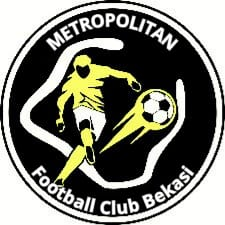 METROPOLITAN
Football Club Bekasi